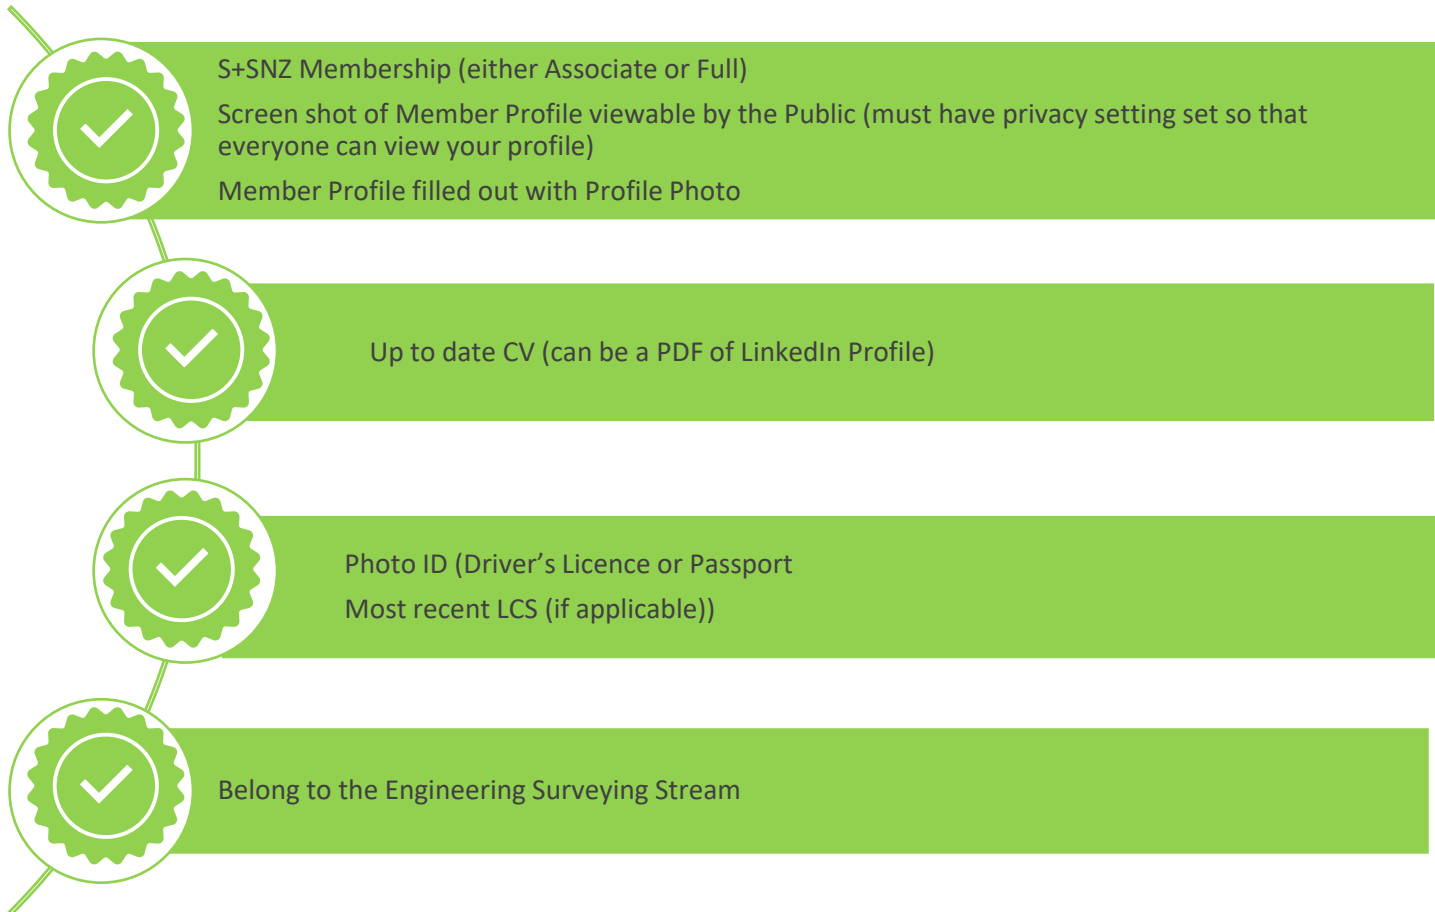 S+SNZ Membership (either Associate or Full)
Screen shot of Member Profile viewable by the Public (must have privacy setting set so that
everyone can view your profile)
Member Profile filled out with Profile Photo
Up to date CV (can be a PDF of LinkedIn Profile)
Photo ID (Driver’s Licence or Passport
Most recent LCS (if applicable))
Belong to the Engineering Surveying Stream